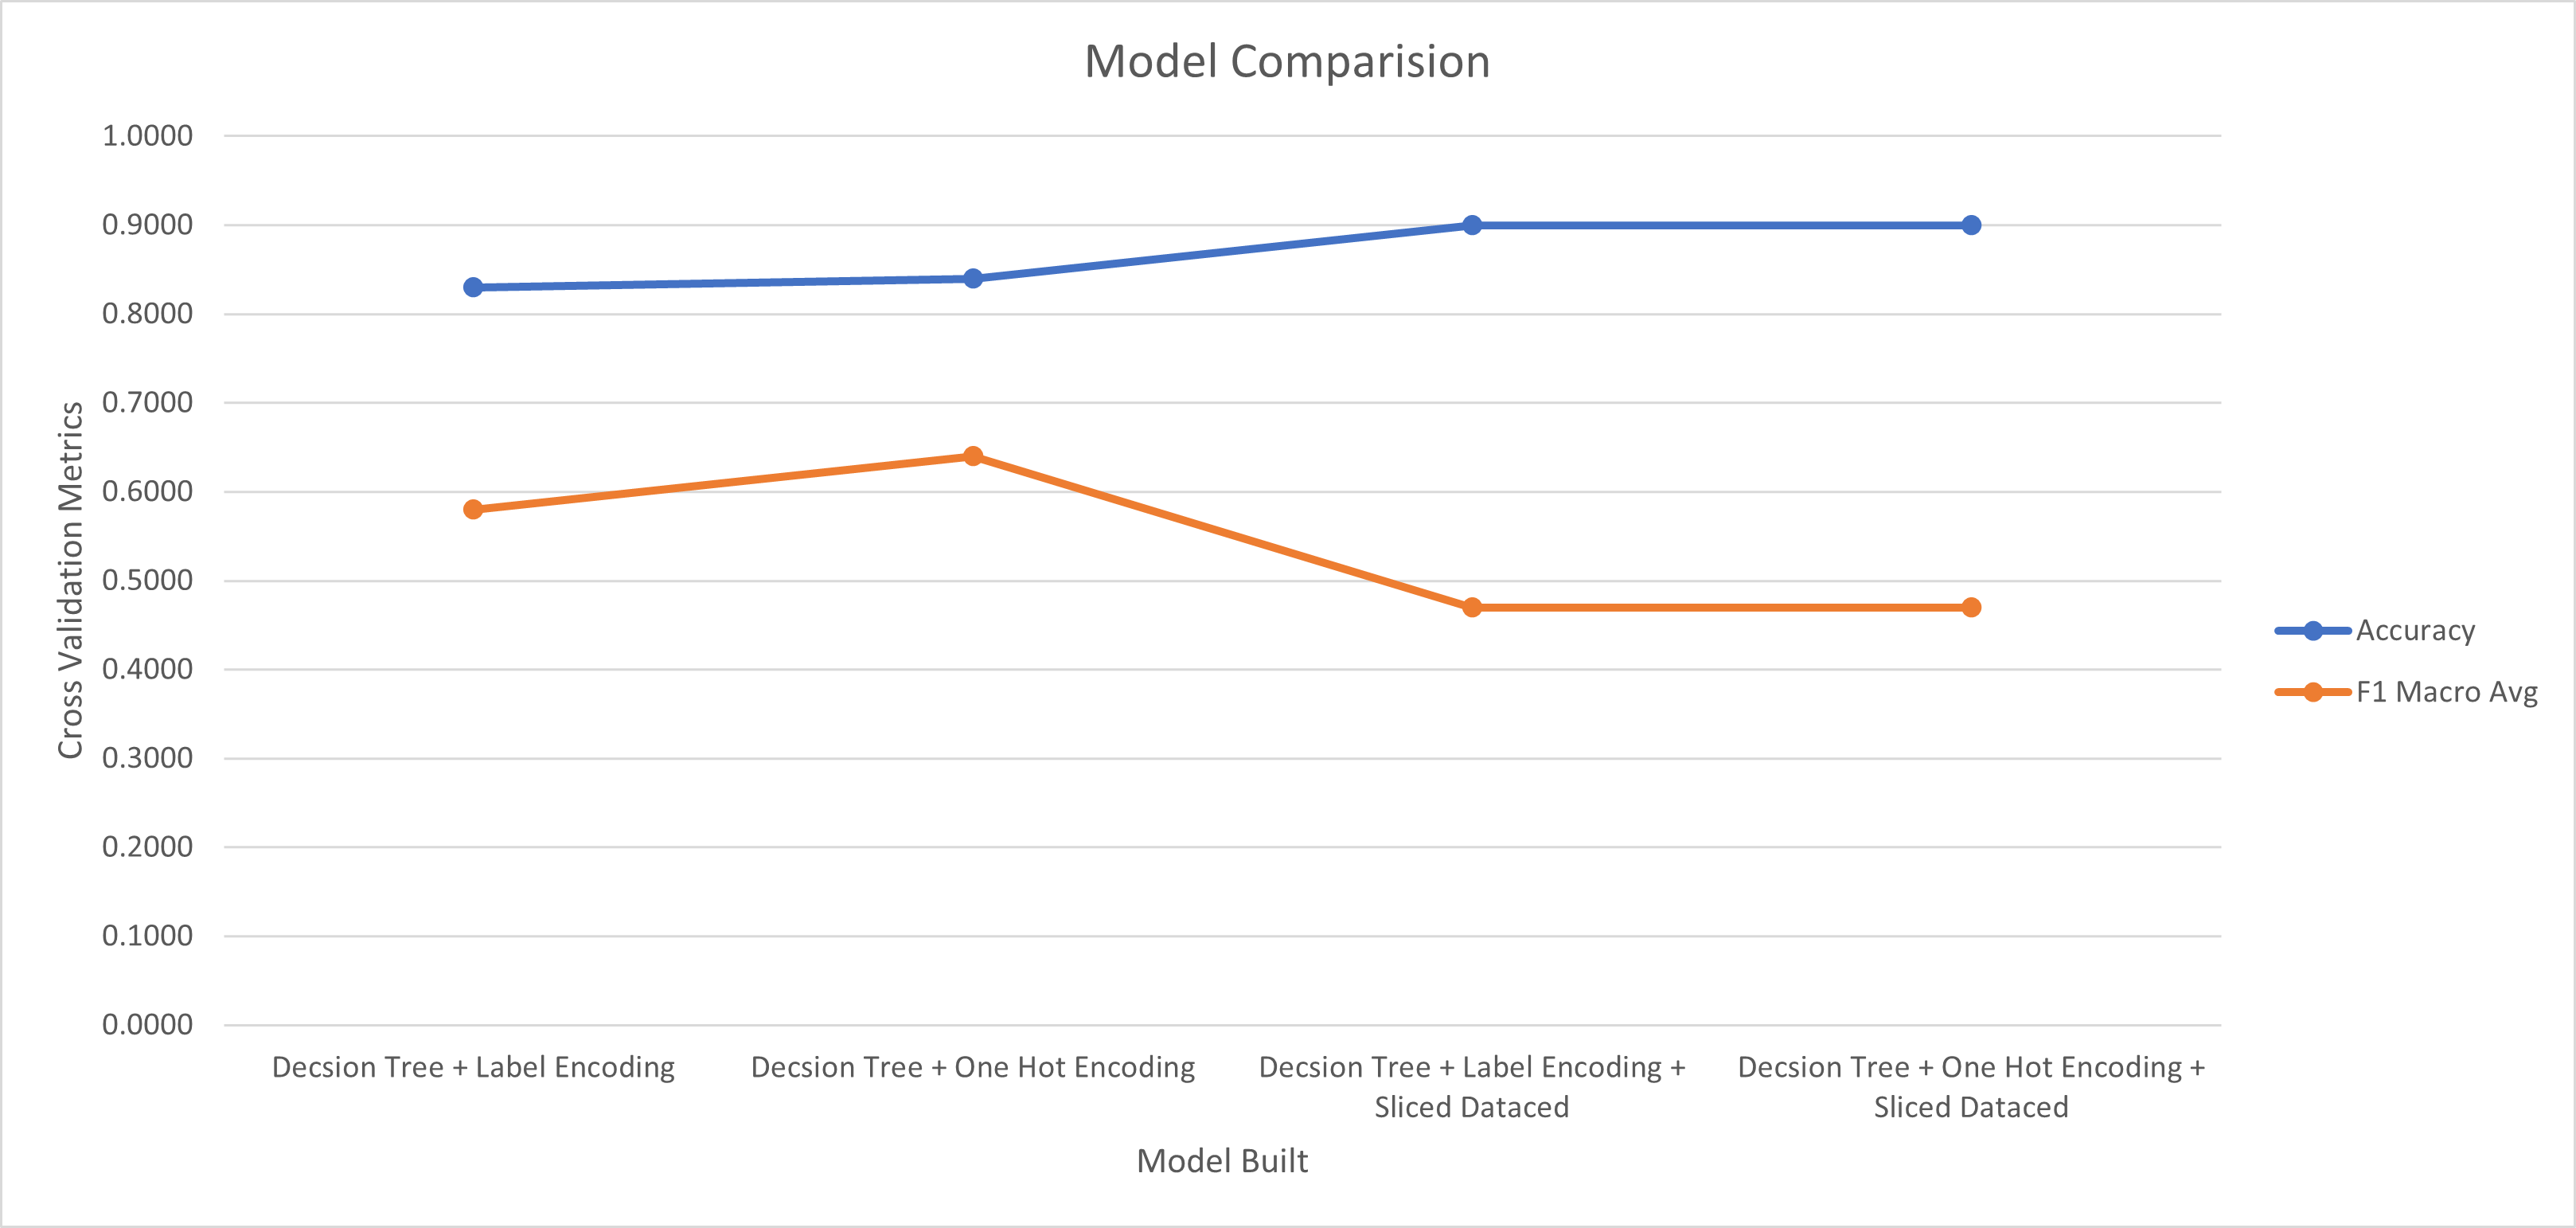 Model Comparision
1.0000
0.9000
0.8000
0.7000
0.6000
0.5000
0.4000
0.3000
0.2000
0.1000
0.0000
Cross Validation Metrics
Decsion Tree + Label Encoding
Decsion Tree + One Hot Encoding
Decsion Tree + Label Encoding +
Sliced Dataced
Decsion Tree + One Hot Encoding +
Sliced Dataced
Model Built
Accuracy
F1 Macro Avg